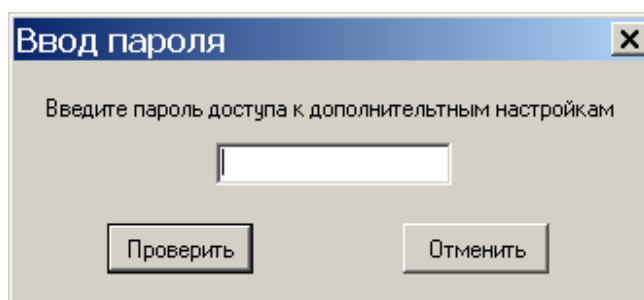 Ввод пароля
Введите пароль доступа к дополнительтным настройкам
Проверить
Отменить